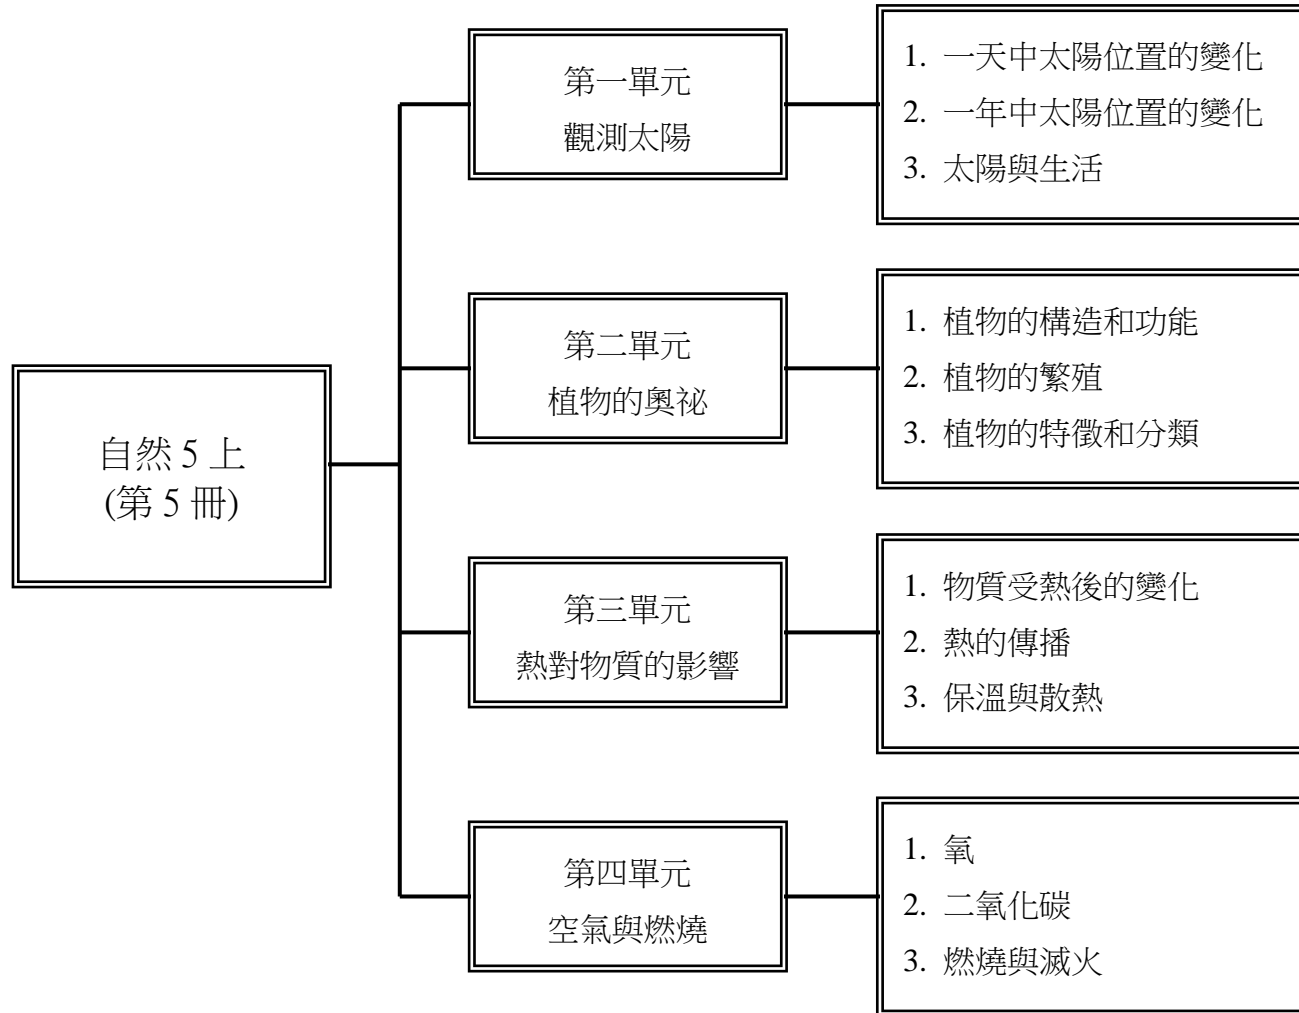 自然 5 上
(第 5 冊)
第一單元
觀測太陽
1. 一天中太陽位置的變化
2. 一年中太陽位置的變化
3. 太陽與生活
第二單元
植物的奧祕
1. 植物的構造和功能
2. 植物的繁殖
3. 植物的特徵和分類
第三單元
熱對物質的影響
1. 物質受熱後的變化
2. 熱的傳播
3. 保溫與散熱
第四單元
空氣與燃燒
1. 氧
2. 二氧化碳
3. 燃燒與滅火